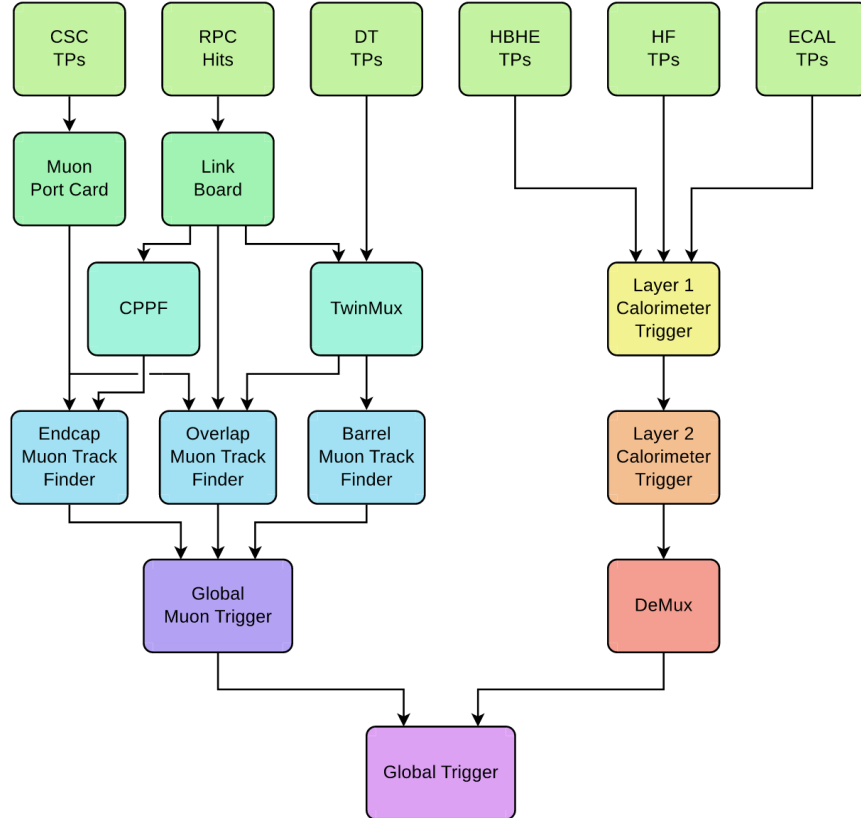 CSC
TPs
RPC
Hits
DT
TPs
HBHE
TPs
HF
TPs
ECAL
TPs
Muon
Port Card
Link
Board
CPPF
TwinMux
Layer 1
Calorimeter
Trigger
Endcap
Muon Track
Finder
Overlap
Muon Track
Finder
Barrel
Muon Track
Finder
Layer 2
Calorimeter
Trigger
Global
Muon Trigger
DeMux
Global Trigger